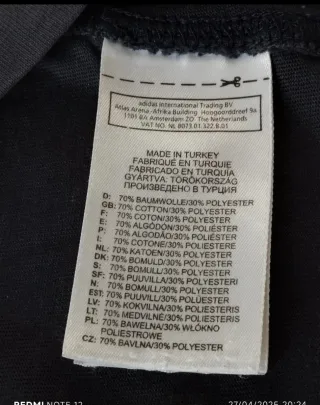 adidas International Trading BV
Atlas Arena -Afrika Building Hoogoorddreef 9a
1101 BA Amsterdam ZO The Netherlands
VAT NO. NL 8073.01.322.B.01
MADE IN TURKEY
FABRIQUÉ EN TURQUIE
FABRICADO EN TURQUÍA
GYÁRTVA: TÖRÖKORSZÁG
ПРОИЗВЕДЕНО В ТУРЦИЯ
D: 70% BAUMWOLLE/30% POLYESTER
GB: 70% COTTON/30% POLYESTER
F: 70% COTON/30% POLYESTER
E: 70% ALGODÓN/30% POLIÉSTER
P: 70% ALGODÃO/30% POLIÉSTER
I: 70% COTONE/30% POLIESTERE
NL: 70% KATOEN/30% POLYESTER
DK: 70% BOMULD/30% POLYESTER
S: 70% BOMULL/30% POLYESTER
SF: 70% PUUVILLA/30% POLYESTERI
N: 70% BOMULL/30% POLYESTER
EST: 70% PUUVILL/30% POLÜESTER
LV: 70% KOKVILNA/30% POLIESTERIS
LT: 70% MEDVILNĖ/30% POLIESTERIS
PL: 70% BAWEŁNA/30% WŁÓKNO
POLIESTROWE
CZ: 70% BAVLNA/30% POLYESTER
REDMI NOTE 12
27/04/2025 20:24